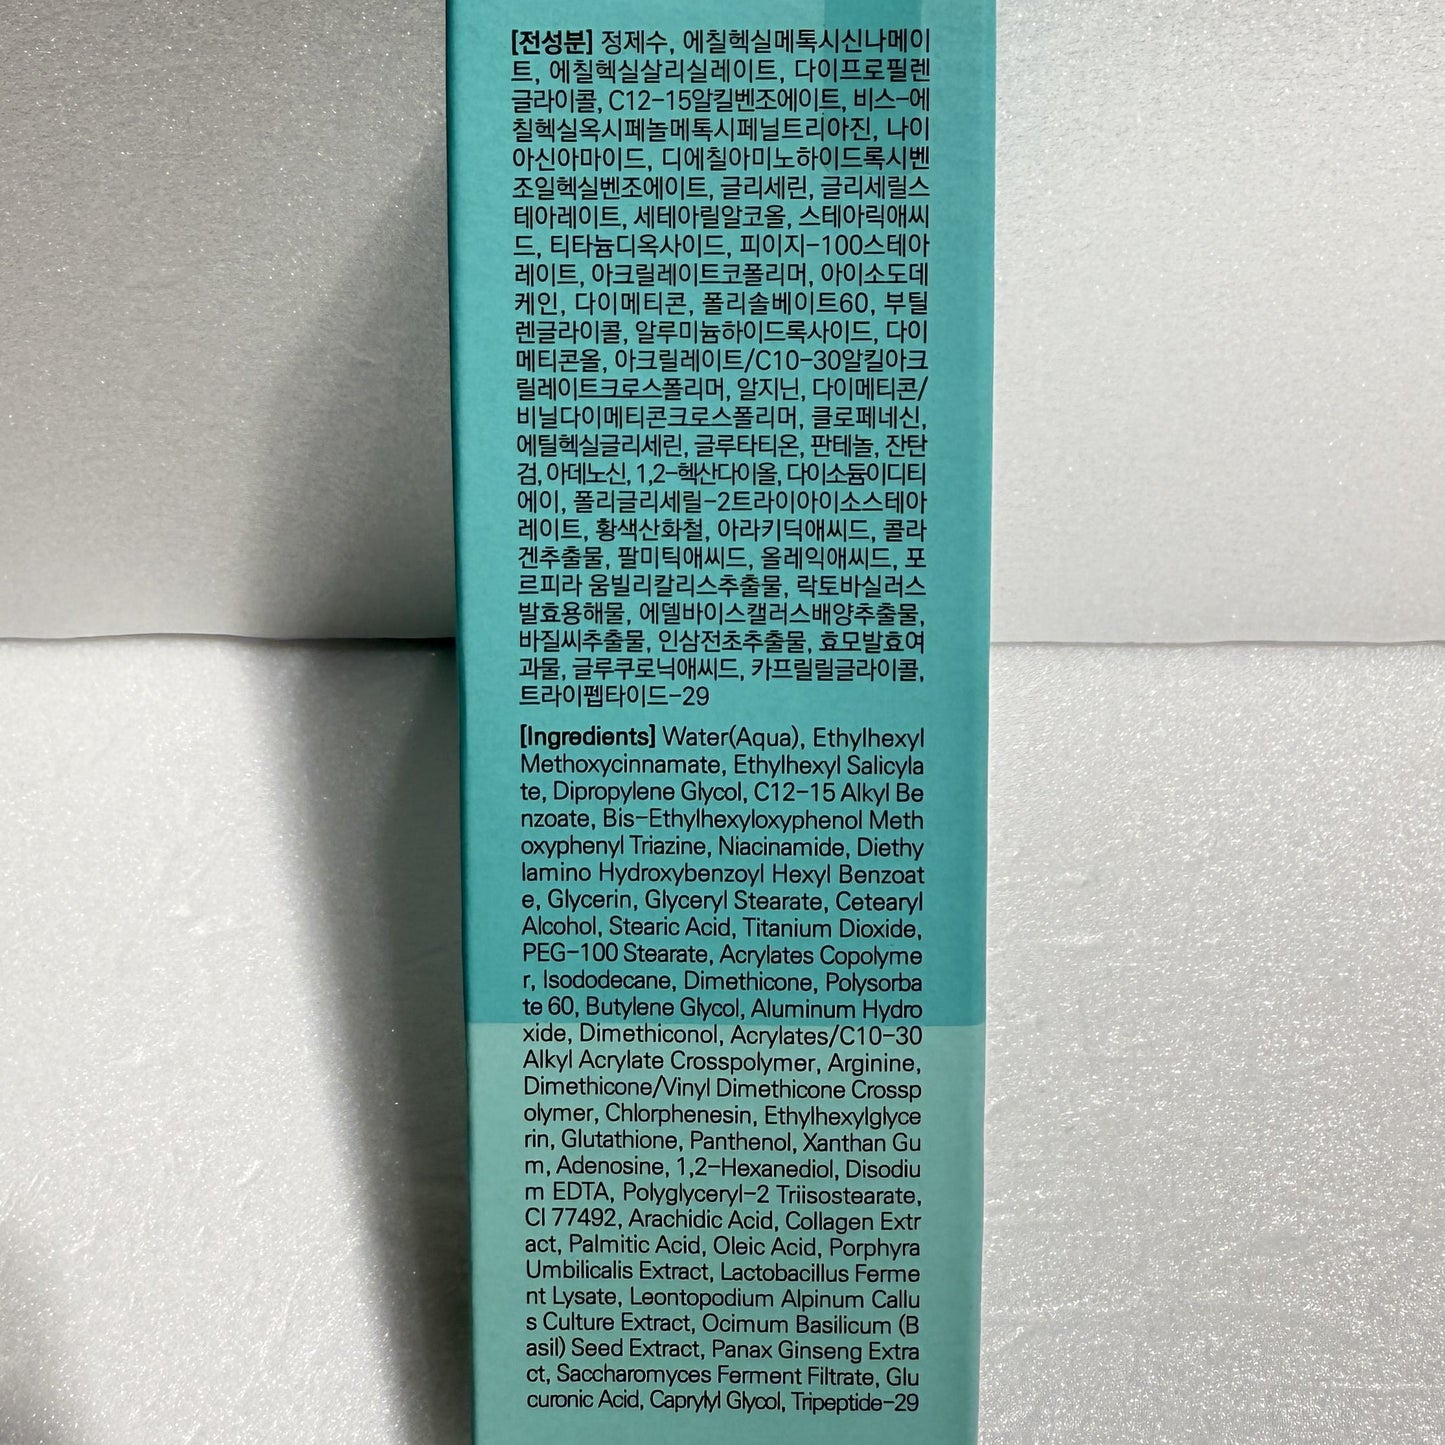 [전성분] 정제수, 에칠헥실메톡시신나메이
트, 에칠헥실살리실레이트, 다이프로필렌
글라이콜, C12-15알킬벤조에이트, 비스-에
칠헥실옥시페놀메톡시페닐트리아진, 나이
아신아마이드, 디에칠아미노하이드록시벤
조일헥실벤조에이트, 글리세린, 글리세릴스
테아레이트, 세테아릴알코올, 스테아릭애씨
드, 티타늄디옥사이드, 피이지-100스테아
레이트, 아크릴레이트코폴리머, 아이소도데
케인, 다이메티콘, 폴리솔베이트60, 부틸
렌글라이콜, 알루미늄하이드록사이드, 다이
메티콘올, 아크릴레이트/C10-30알킬아크
릴레이트크로스폴리머, 알지닌, 다이메티콘/
비닐다이메티콘크로스폴리머, 클로페네신,
에틸헥실글리세린, 글루타티온, 판테놀, 잔탄
검, 아데노신, 1,2-헥산다이올, 다이소듐이디티
에이, 폴리글리세릴-2트라이아이소스테아
레이트, 황색산화철, 아라키딕애씨드, 콜라
겐추출물, 팔미틱애씨드, 올레익애씨드, 포
르피라 움빌리칼리스추출물, 락토바실러스
발효용해물, 에델바이스캘러스배양추출물,
바질씨추출물, 인삼전초추출물, 효모발효여
과물, 글루쿠로닉애씨드, 카프릴릴글라이콜,
트라이펩타이드-29
[Ingredients] Water(Aqua), Ethylhexyl
Methoxycinnamate, Ethylhexyl Salicyla
te, Dipropylene Glycol, C12-15 Alkyl Be
nzoate, Bis-Ethylhexyloxyphenol Meth
oxyphenyl Triazine, Niacinamide, Diethy
lamino Hydroxybenzoyl Hexyl Benzoat
e, Glycerin, Glyceryl Stearate, Cetearyl
Alcohol, Stearic Acid, Titanium Dioxide,
PEG-100 Stearate, Acrylates Copolyme
r, Isododecane, Dimethicone, Polysorba
te 60, Butylene Glycol, Aluminum Hydro
xide, Dimethiconol, Acrylates/C10-30
Alkyl Acrylate Crosspolymer, Arginine,
Dimethicone/Vinyl Dimethicone Crossp
olymer, Chlorphenesin, Ethylhexylglyce
rin, Glutathione, Panthenol, Xanthan Gu
m, Adenosine, 1,2-Hexanediol, Disodiu
m EDTA, Polyglyceryl-2 Triisostearate,
CI 77492, Arachidic Acid, Collagen Extr
act, Palmitic Acid, Oleic Acid, Porphyra
Umbilicalis Extract, Lactobacillus Ferme
nt Lysate, Leontopodium Alpinum Callu
s Culture Extract, Ocimum Basilicum (B
asil) Seed Extract, Panax Ginseng Extra
ct, Saccharomyces Ferment Filtrate, Glu
curonic Acid, Caprylyl Glycol, Tripeptide-29